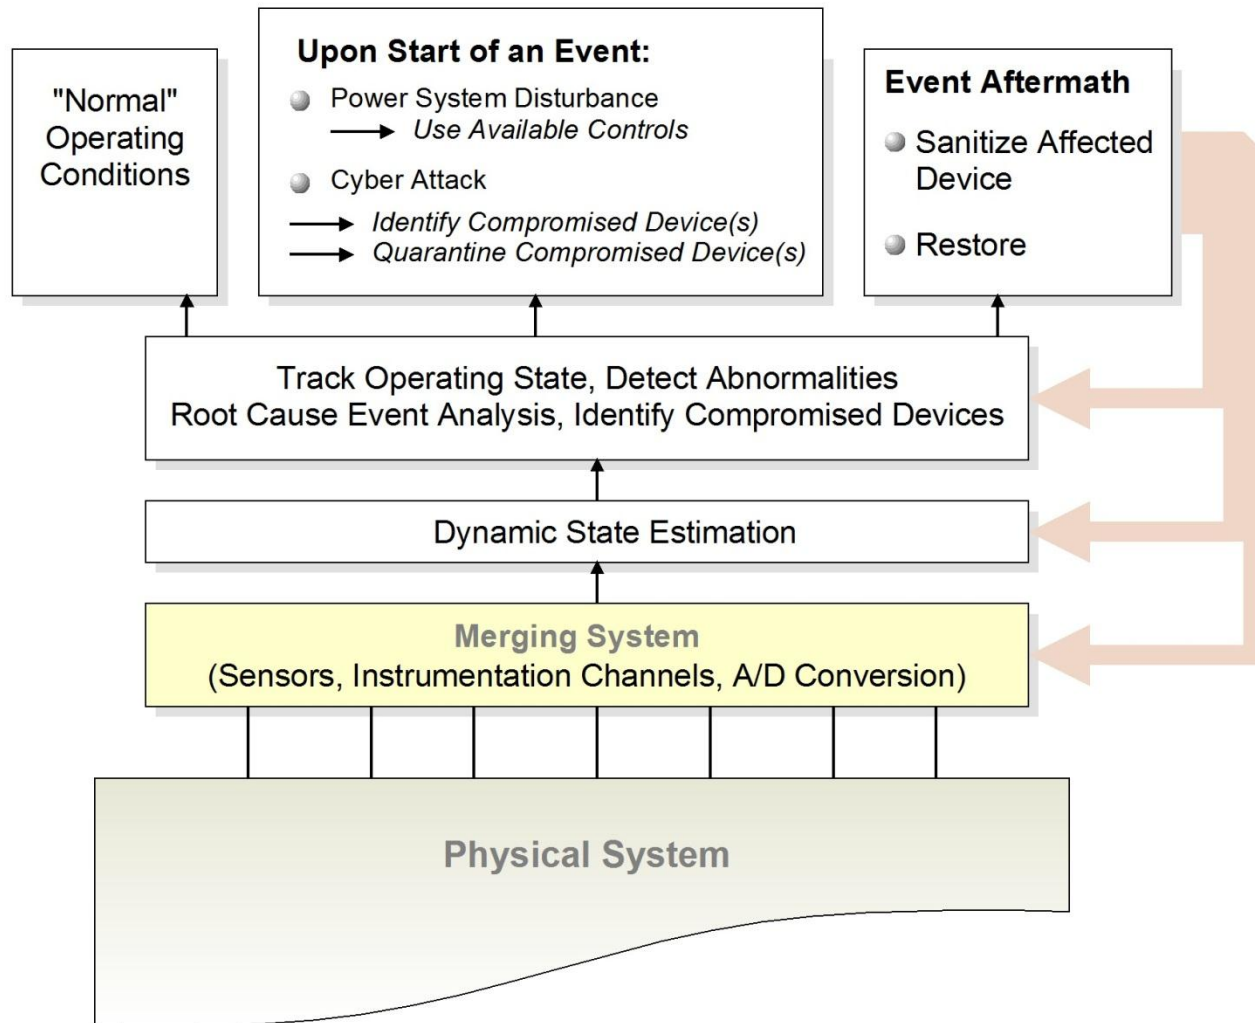 "Normal"
Operating
Conditions
Upon Start of an Event:
Power System Disturbance
Use Available Controls
Cyber Attack
Identify Compromised Device(s)
Quarantine Compromised Device(s)
Event Aftermath
Sanitize Affected
Device
Restore
Track Operating State, Detect Abnormalities
Root Cause Event Analysis, Identify Compromised Devices
Dynamic State Estimation
Merging System
(Sensors, Instrumentation Channels, A/D Conversion)
Physical System